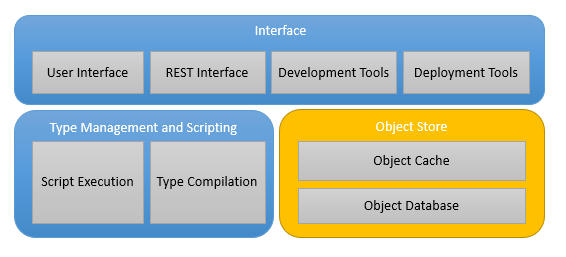 Interface
User Interface
REST Interface
Development Tools
Deployment Tools
Type Management and Scripting
Script Execution
Type Compilation
Object Store
Object Cache
Object Database